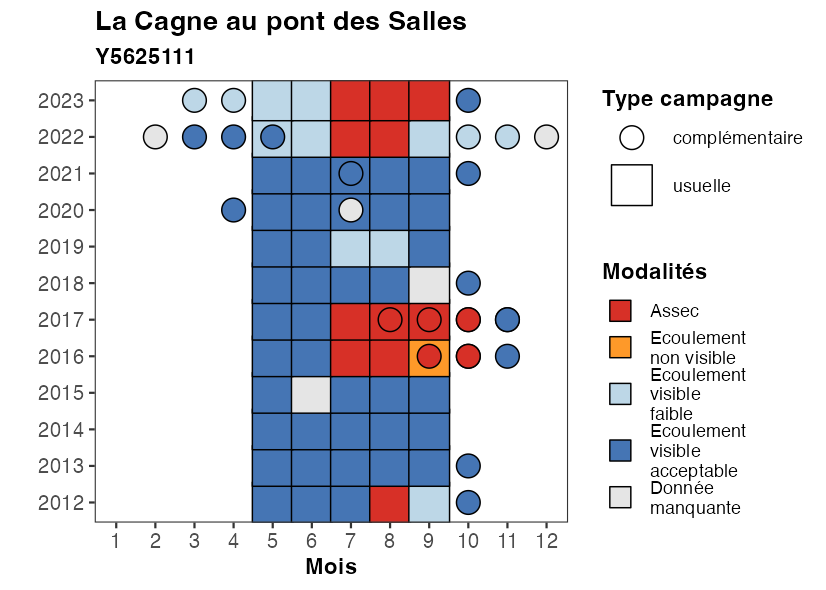 La Cagne au pont des Salles
Y5625111
2023
2022
2021
2020
2019
2018
2017
2016
2015
2014
2013
2012
1 2 3 4 5 6 7 8 9 10 11 12
Mois
Type campagne
complémentaire
usuelle
Modalités
Assec
Ecoulement
non visible
Ecoulement
visible
faible
Ecoulement
visible
acceptable
Donnée
manquante